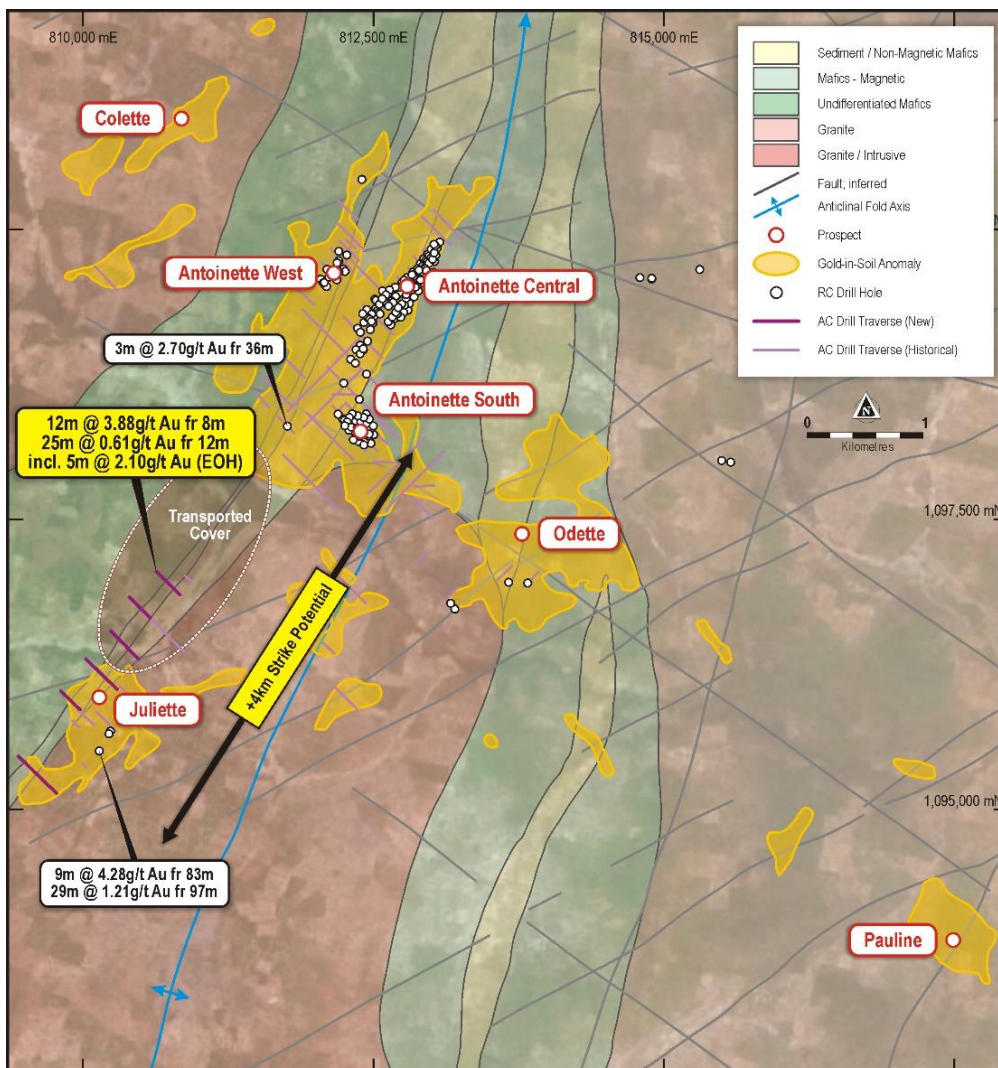 810,000 mE
812,500 mE
815,000 mE
Sediment / Non-Magnetic Mafics
Mafics - Magnetic
Undifferentiated Mafics
Granite
Granite / Intrusive
Fault; inferred
Anticlinal Fold Axis
Prospect
Gold-in-Soil Anomaly
RC Drill Hole
AC Drill Traverse (New)
AC Drill Traverse (Historical)
N
0
1
Kilometres
Colette
Antoinette West
Antoinette Central
3m @ 2.70g/t Au fr 36m
Antoinette South
12m @ 3.88g/t Au fr 8m
25m @ 0.61g/t Au fr 12m
incl. 5m @ 2.10g/t Au (EOH)
Transported
Cover
1,097,500 mN
Odette
+4km Strike Potential
Juliette
1,095,000 mN
9m @ 4.28g/t Au fr 83m
29m @ 1.21g/t Au fr 97m
Pauline